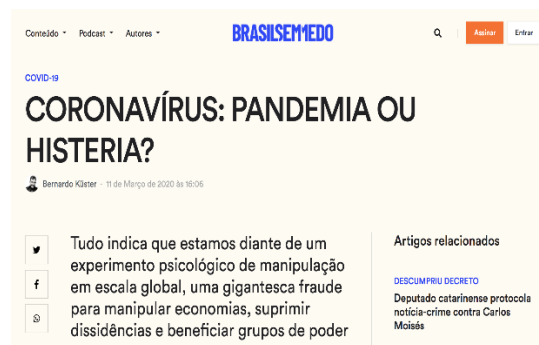 Conteúdo Podcast Autores BRASILSEMMEDO Assinar Entrar
COVID-19
CORONAVÍRUS: PANDEMIA OU
HISTERIA?
Bernardo Küster - 11 de Março de 2020 às 16:06
Tudo indica que estamos diante de um
experimento psicológico de manipulação
em escala global, uma gigantesca fraude
para manipular economias, suprimir
dissidências e beneficiar grupos de poder
Artigos relacionados
DESCUMPRIU DECRETO
Deputado catarinense protocola
notícia-crime contra Carlos
Moisés